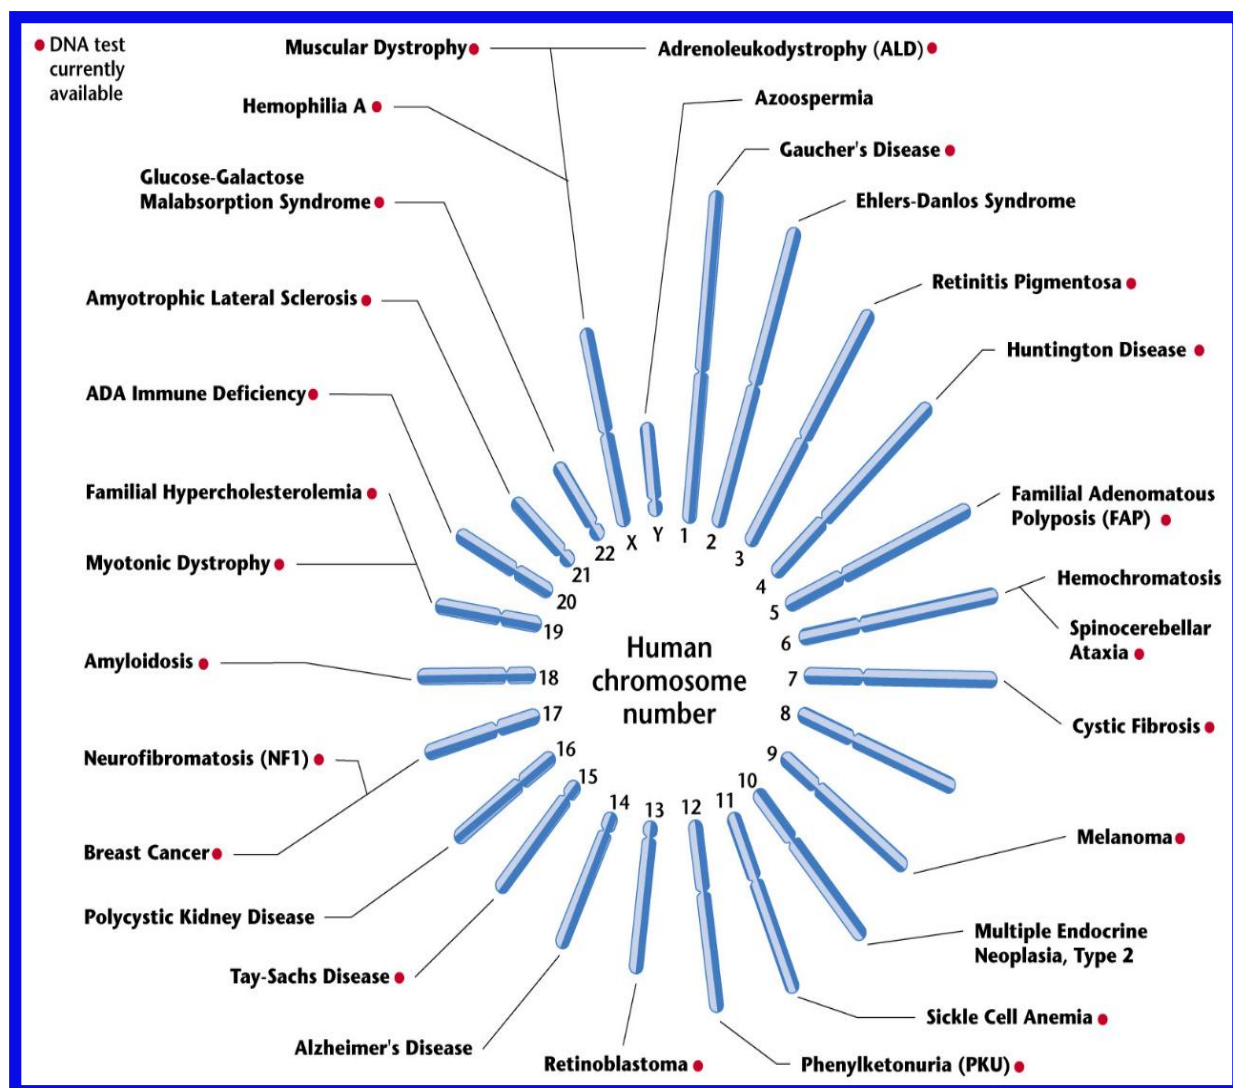 DNA test
currently
available
Muscular Dystrophy
Adrenoleukodystrophy (ALD)
Hemophilia A
Azoospermia
Gaucher's Disease
Glucose-Galactose
Malabsorption Syndrome
Ehlers-Danlos Syndrome
Amyotrophic Lateral Sclerosis
Retinitis Pigmentosa
Huntington Disease
ADA Immune Deficiency
Familial Hypercholesterolemia
Familial Adenomatous
Polyposis (FAP)
Myotonic Dystrophy
Hemochromatosis
Spinocerebellar
Ataxia
Amyloidosis
Cystic Fibrosis
Neurofibromatosis (NF1)
Breast Cancer
Melanoma
Polycystic Kidney Disease
Multiple Endocrine
Neoplasia, Type 2
Tay-Sachs Disease
Sickle Cell Anemia
Alzheimer's Disease
Retinoblastoma
Phenylketonuria (PKU)
Human
chromosome
number
1
2
3
4
5
6
7
8
9
10
11
12
13
14
15
16
17
18
19
20
21
22
X
Y